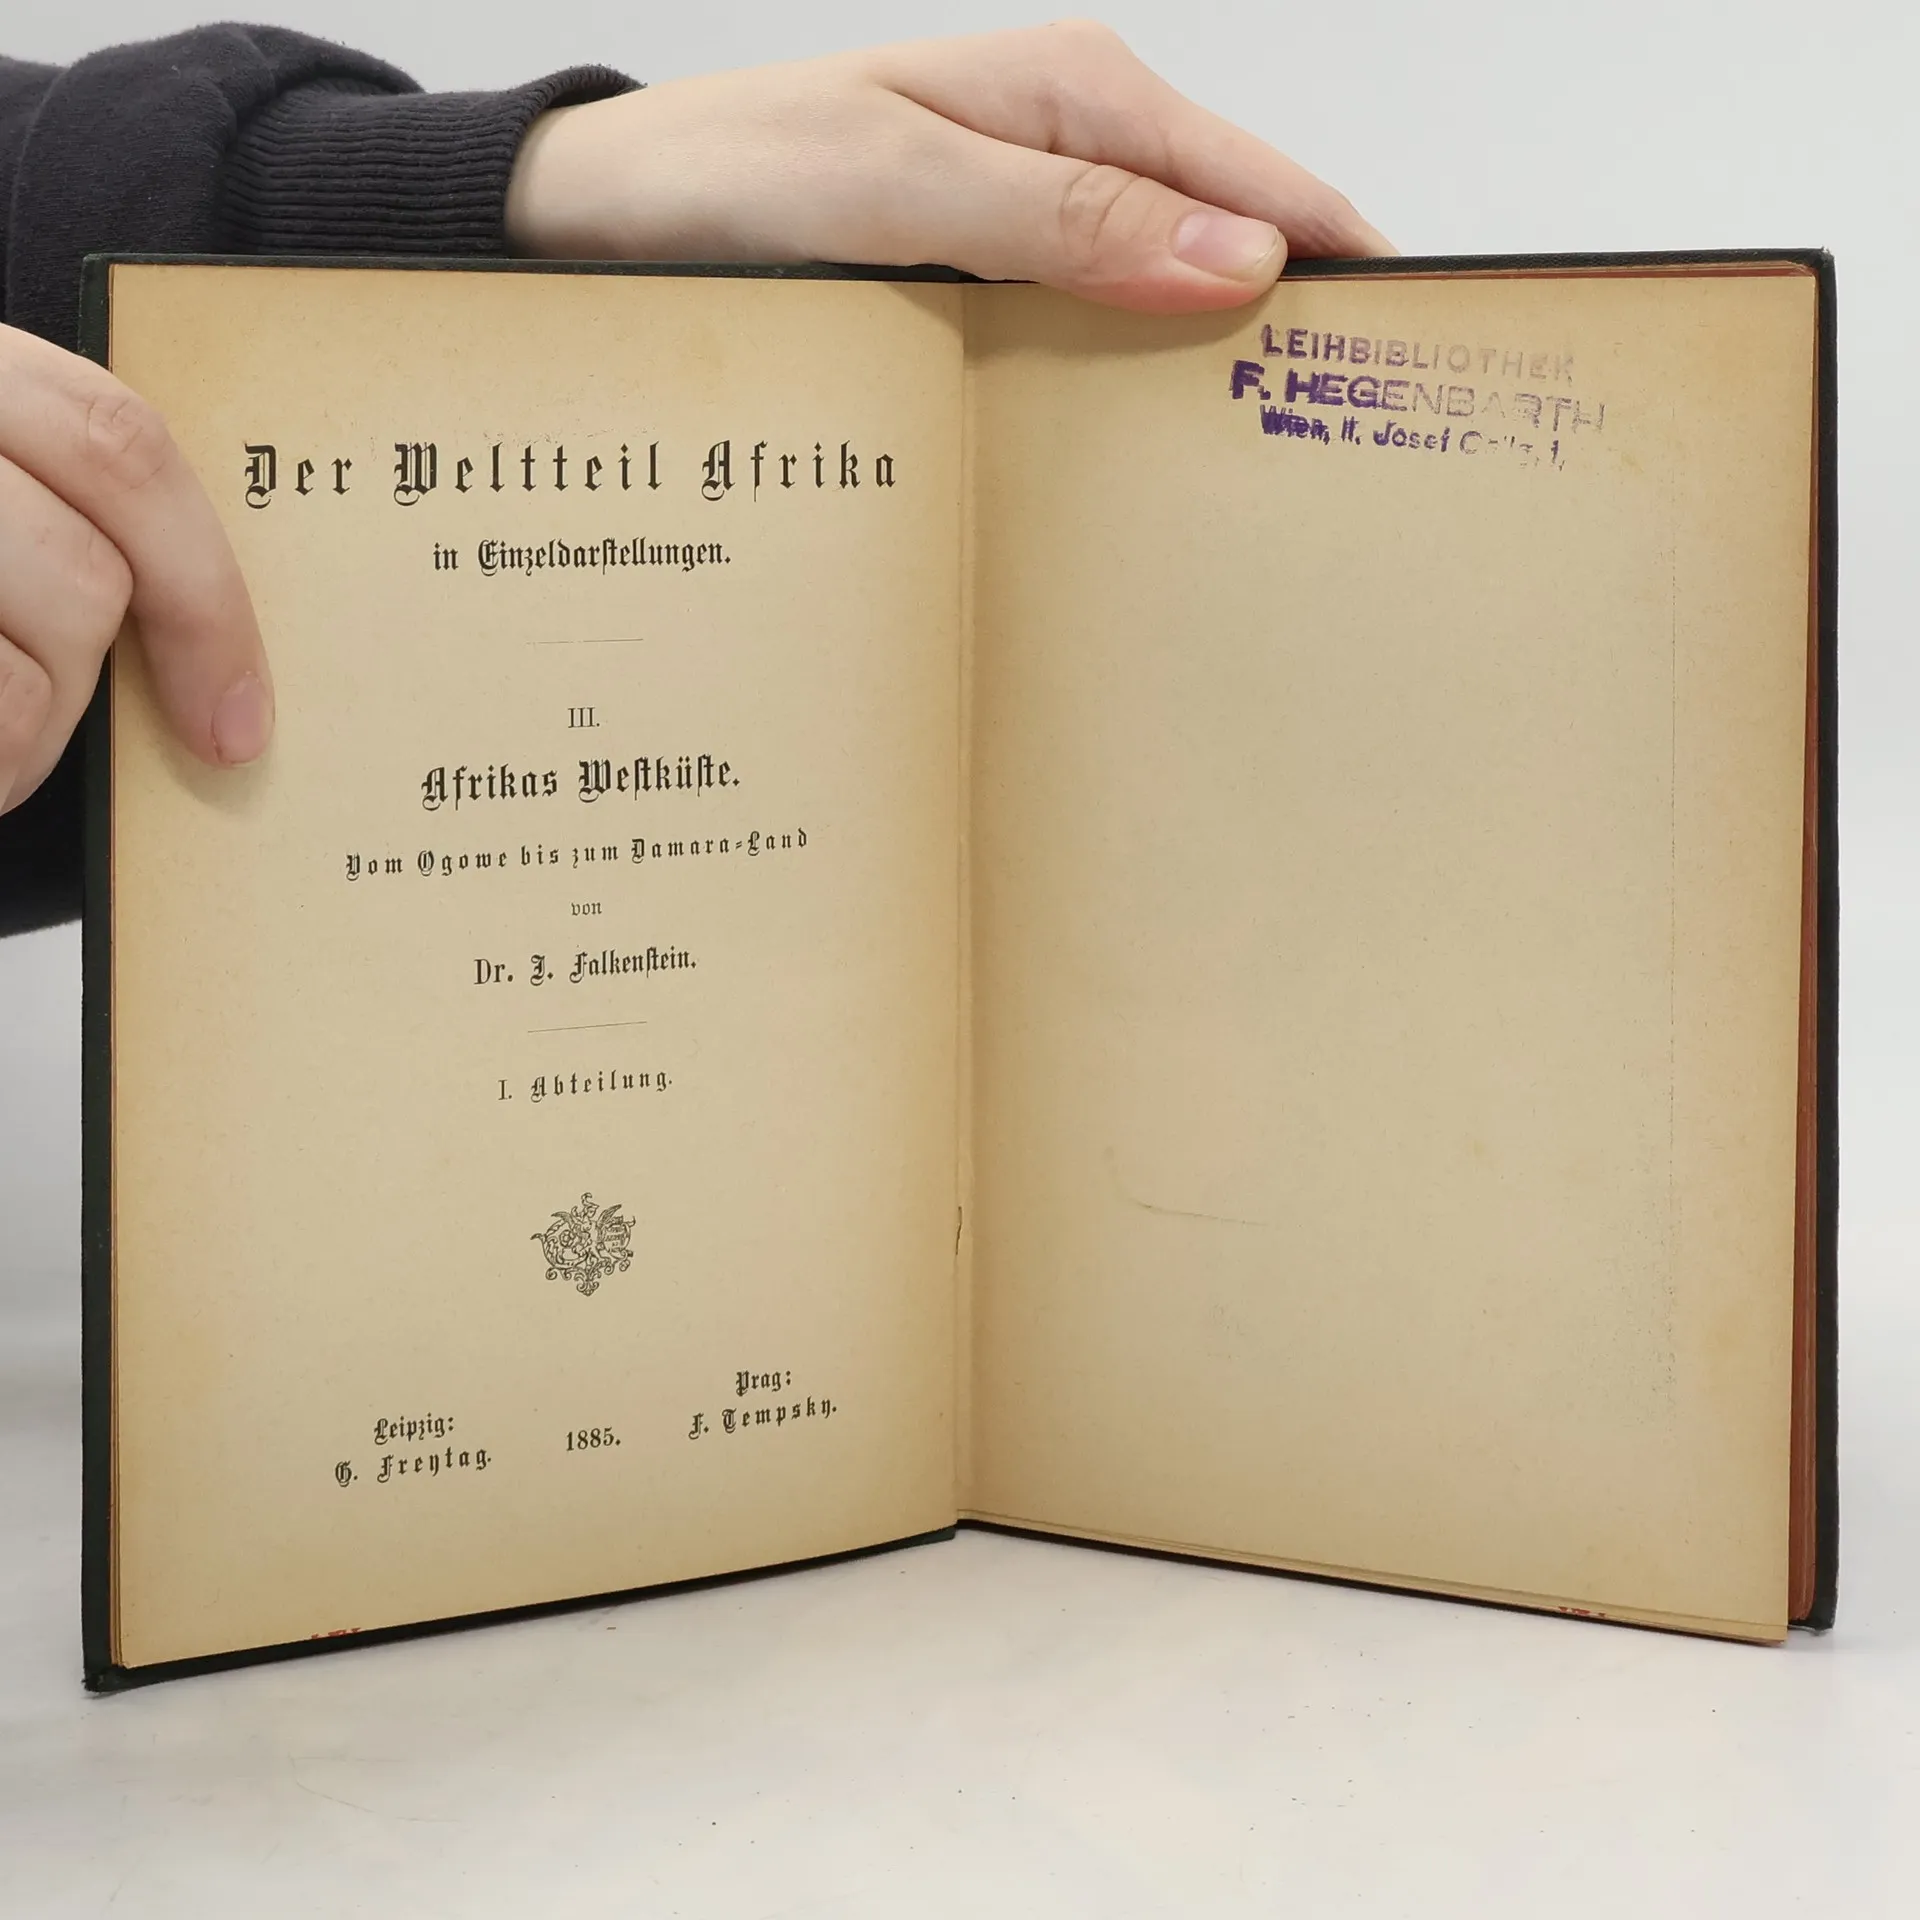 Der Weltteil Afrika
in Einzeldarstellungen.
III.
Afrikas Westküste.
Vom Ogowe bis zum Damara-Land
von
Dr. J. Falkenstein.
I. Abteilung.
Leipzig:
G. Freytag.
1885.
Prag:
F. Tempsky.
LEIHBIBLIOTHEK
F. HEGENBARTH
Wien, II. Josef 1.